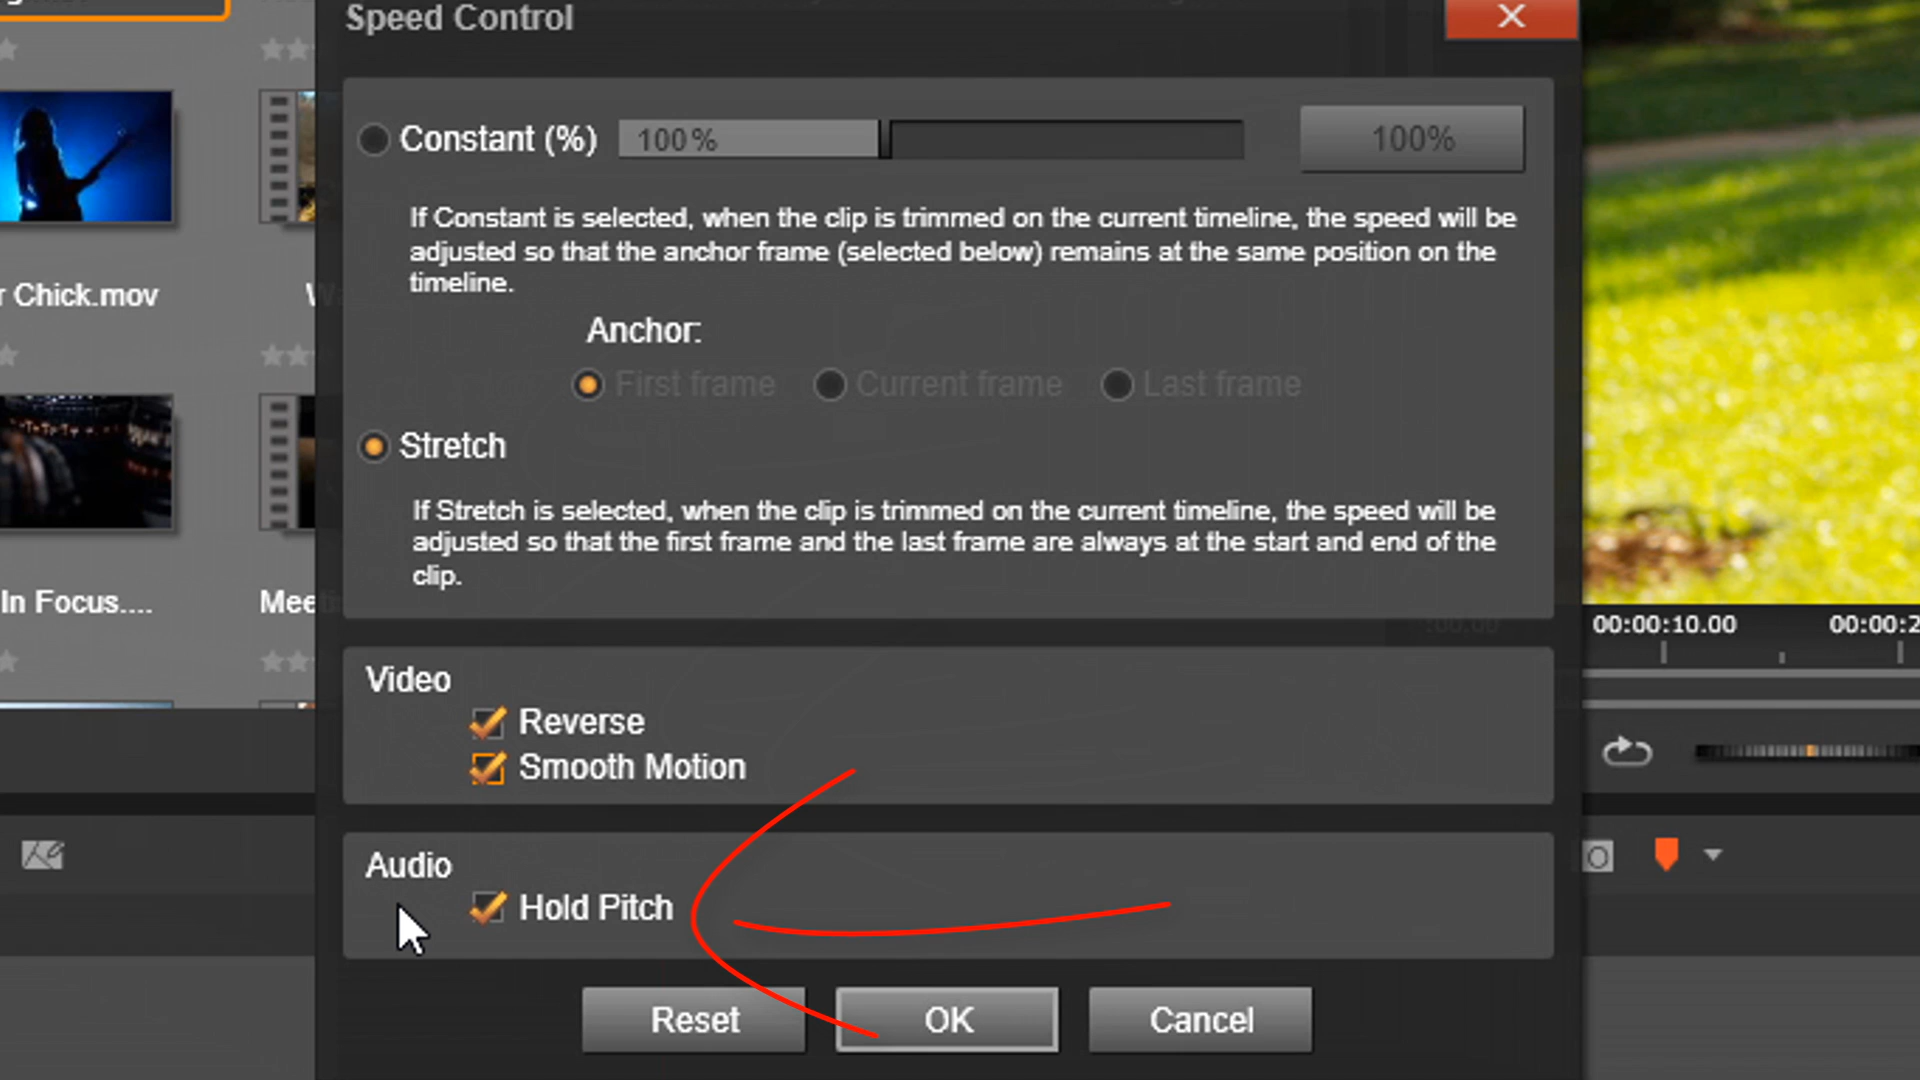 Speed Control
Constant (%)
100%
100%
If Constant is selected, when the clip is trimmed on the current timeline, the speed will be
adjusted so that the anchor frame (selected below) remains at the same position on the
timeline.
Anchor:
First frame
Current frame
Last frame
Stretch
If Stretch is selected, when the clip is trimmed on the current timeline, the speed will be
adjusted so that the first frame and the last frame are always at the start and end of the
clip.
Video
Reverse
Smooth Motion
Audio
Hold Pitch
Reset
OK
Cancel
r Chick.mov
In Focus....
Mee
00:00:10.00
00:00:2